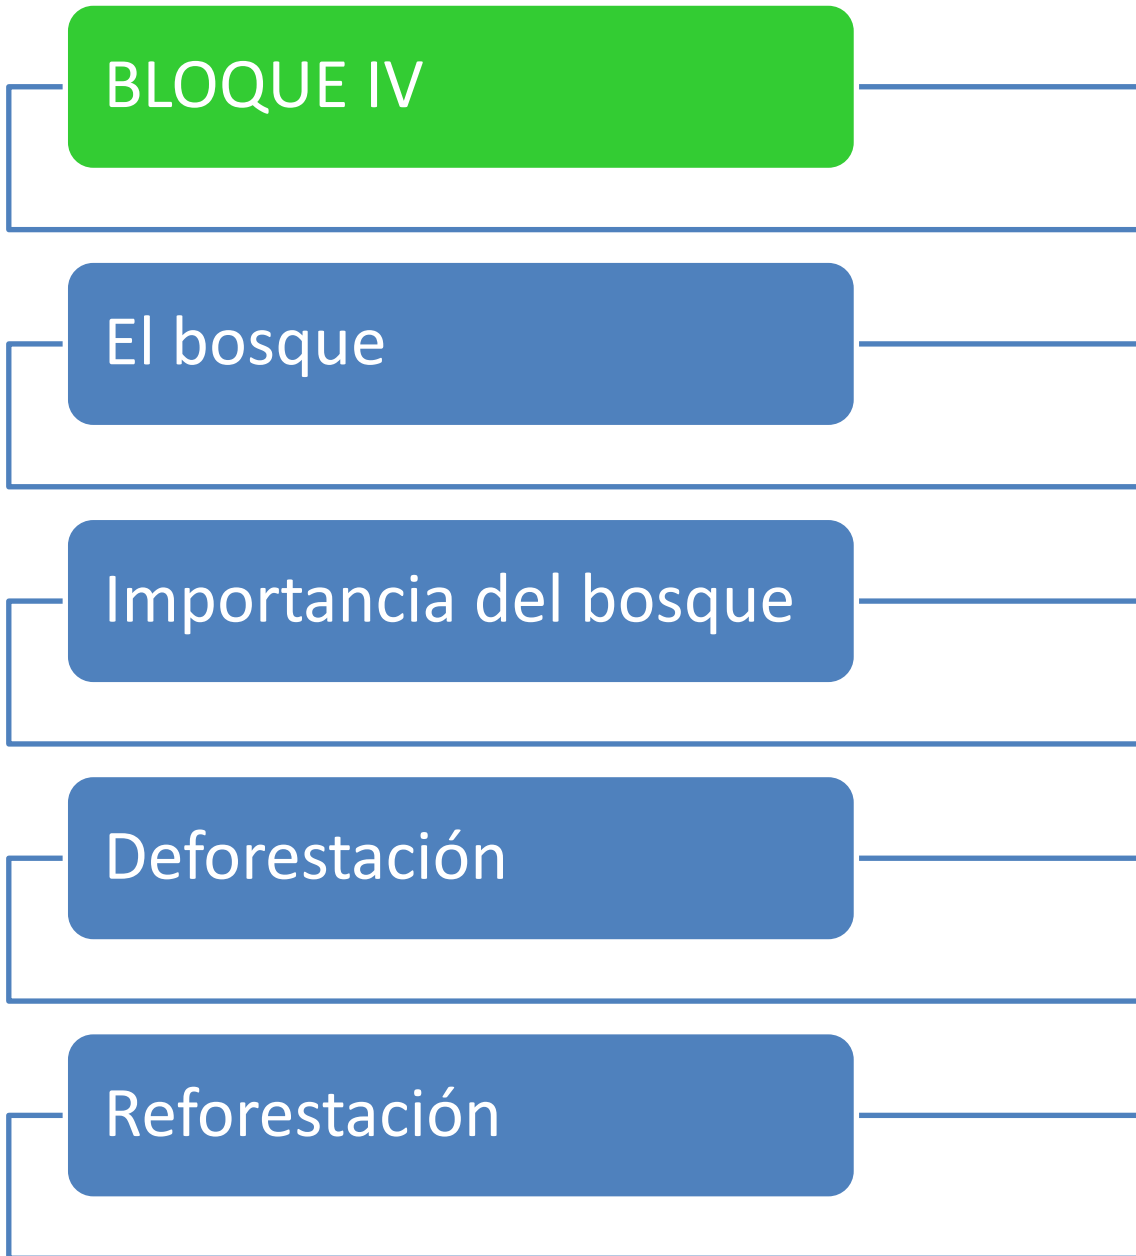 BLOQUE IV
El bosque
Importancia del bosque
Deforestación
Reforestación